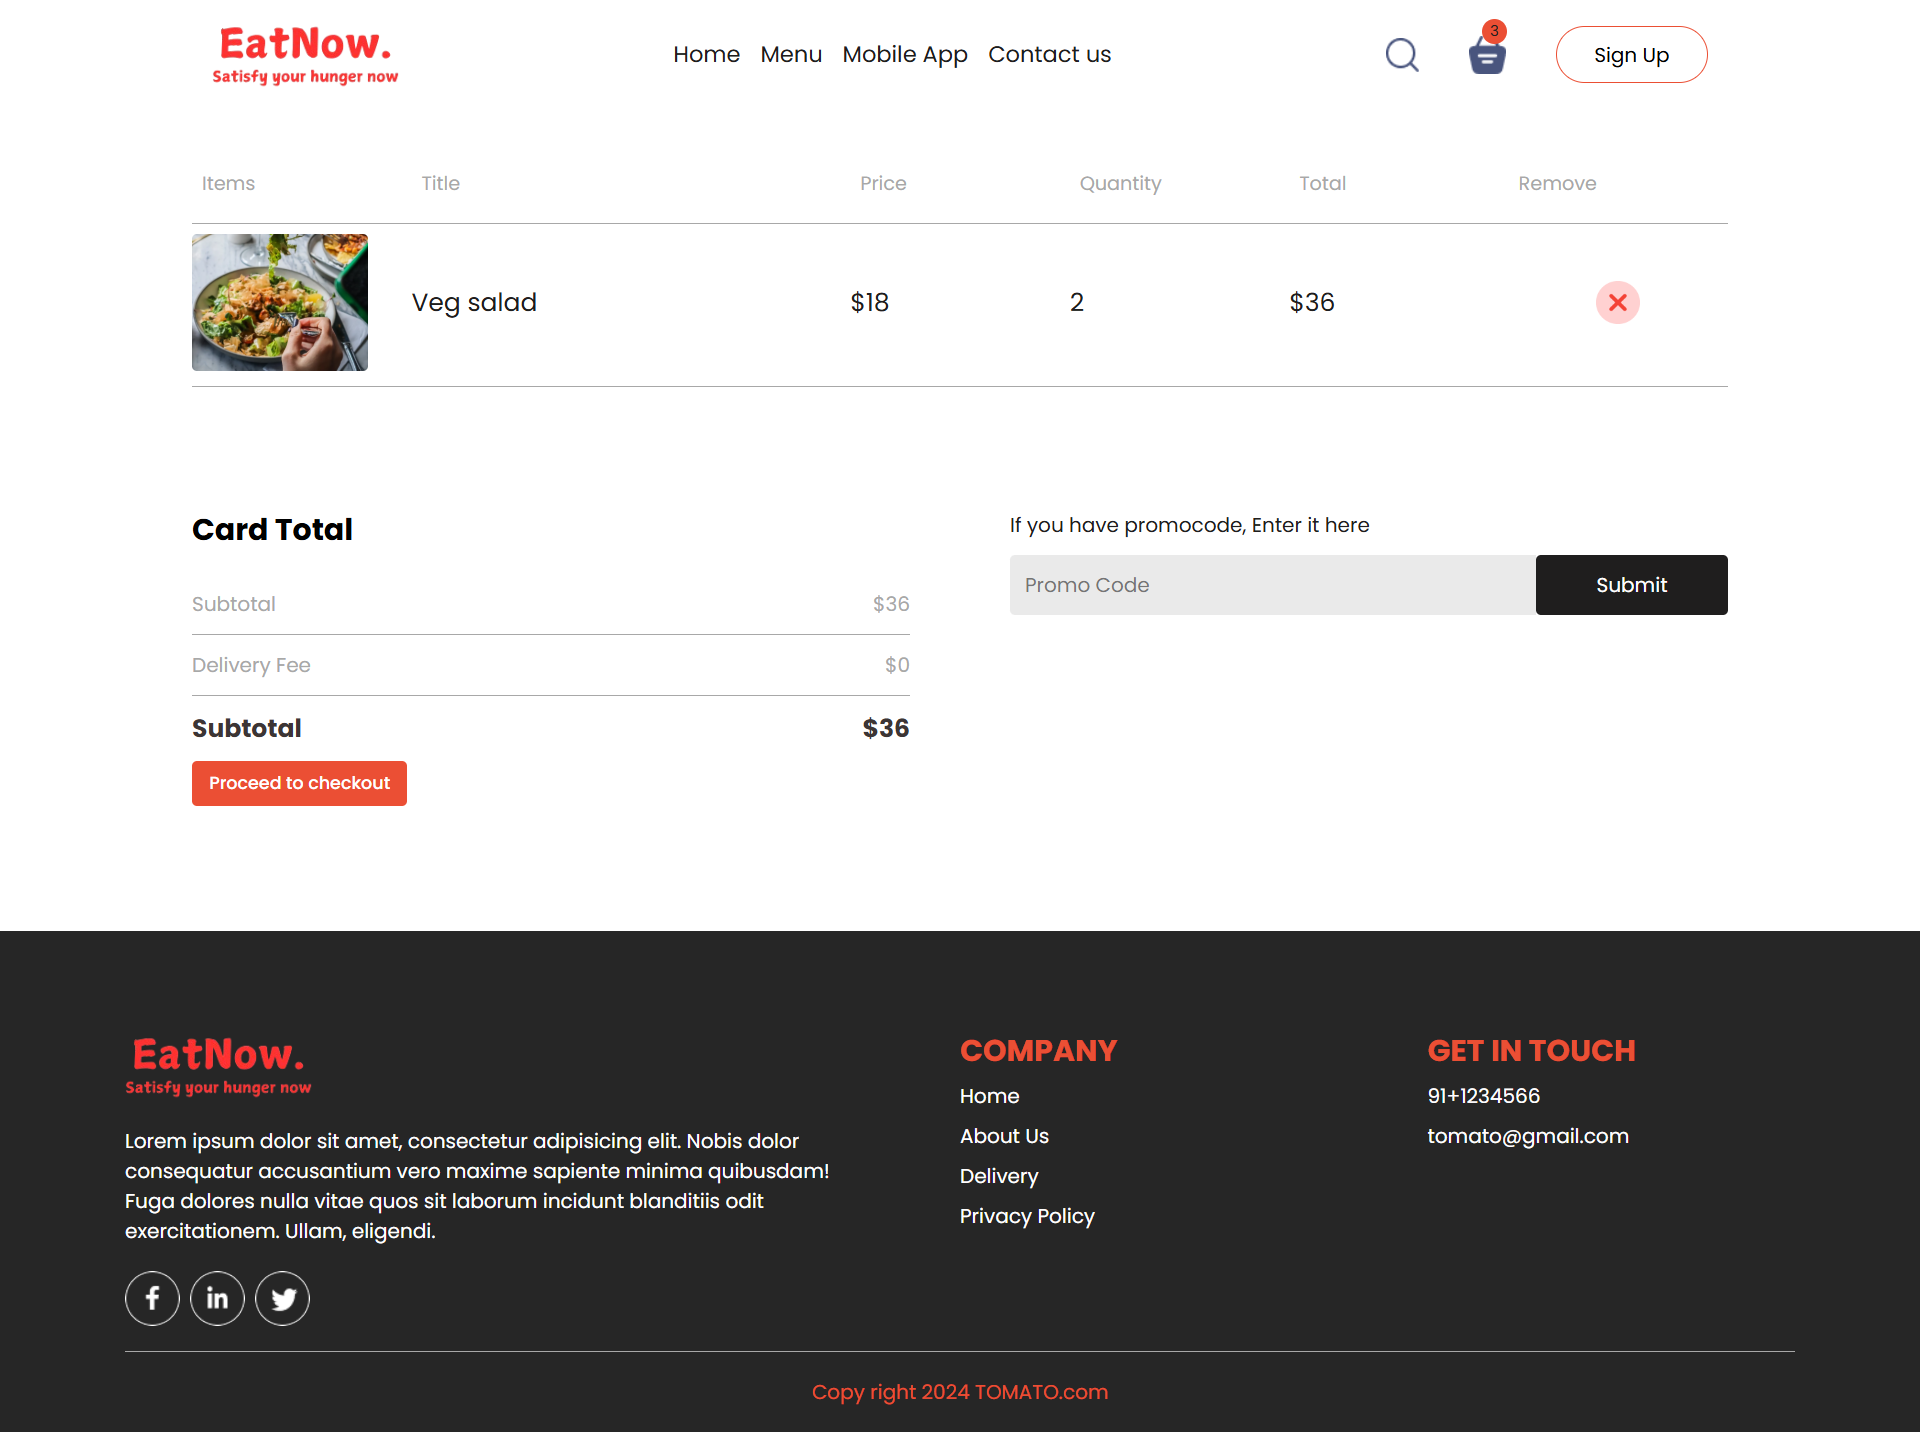 EatNow.
Satisfy your hunger now
Home Menu Mobile App Contact us
3
Sign Up
Items Title Price Quantity Total Remove
Veg salad $18 2 $36
Card Total
Subtotal $36
Delivery Fee $0
Subtotal $36
Proceed to checkout
If you have promocode, Enter it here
Promo Code
Submit
EatNow.
Satisfy your hunger now
Lorem ipsum dolor sit amet, consectetur adipisicing elit. Nobis dolor
consequatur accusantium vero maxime sapiente minima quibusdam!
Fuga dolores nulla vitae quos sit laborum incidunt blanditiis odit
exercitationem. Ullam, eligendi.
COMPANY
Home
About Us
Delivery
Privacy Policy
GET IN TOUCH
91+1234566
tomato@gmail.com
Copy right 2024 TOMATO.com